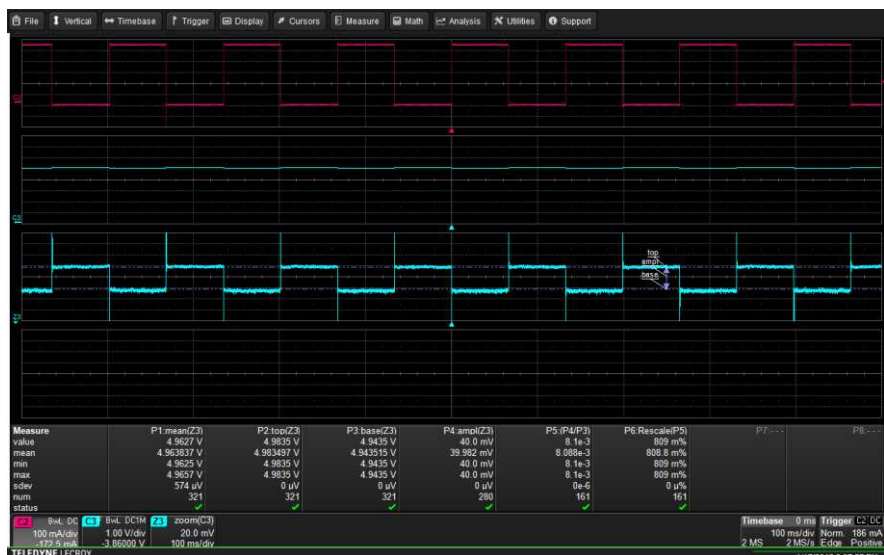 File Vertical Timebase Trigger Display Cursors Measure Math Analysis Utilities Support
C3
top
ampl
base
Measure P1:mean(Z3) P2:top(Z3) P3:base(Z3) P4:ampl(Z3) P5:(P4/P3) P6:Rescale(P5) P7:--- P8:---
value 4.9627 V 4.9835 V 4.9435 V 40.0 mV 8.1e-3 809 m%
mean 4.963837 V 4.983497 V 4.943515 V 39.982 mV 8.088e-3 808.8 m%
min 4.9625 V 4.9835 V 4.9435 V 40.0 mV 8.1e-3 809 m%
max 4.9657 V 4.9835 V 4.9435 V 40.0 mV 8.1e-3 809 m%
sdev 574 µV 0 µV 0 µV 0 µV 0e-6 0 µ%
num 321 321 321 280 161 161
status
C2 BwL DC C3 BwL DC1M Z3 zoom(C3) Timebase 0 ms Trigger C2 DC
100 mA/div 1.00 V/div 20.0 mV 100 ms/div Norm. 186 mA
-172.5 mA -3.86000 V 100 ms/div 2 MS 2 MS/s Edge Positive
TELEDYNE LECROY